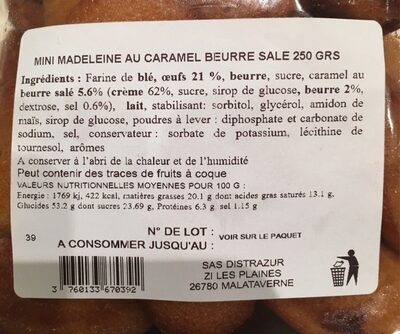 MINI MADELEINE AU CARAMEL BEURRE SALE 250 GRS
Ingrédients : Farine de blé, œufs 21 %, beurre, sucre, caramel au
beurre salé 5.6% (crème 62%, sucre, sirop de glucose, beurre 2%,
dextrose, sel 0.6%), lait, stabilisant: sorbitol, glycérol, amidon de
maïs, sirop de glucose, poudres à lever : diphosphate et carbonate de
sodium, sel, conservateur : sorbate de potassium, lécithine de
tournesol, arômes
A conserver à l'abri de la chaleur et de l'humidité
Peut contenir des traces de fruits à coque
VALEURS NUTRITIONNELLES MOYENNES POUR 100 G :
Energie : 1769 kj, 422 kcal, matières grasses 20.1 g dont acides gras saturés 13.1 g,
Glucides 53.2 g dont sucres 23.69 g, Protéines 6.3 g. sel 1.15 g
39
N° DE LOT :
A CONSOMMER JUSQU'AU :
VOIR SUR LE PAQUET
3 760133 670392
SAS DISTRAZUR
ZI LES PLAINES
26780 MALATAVERNE